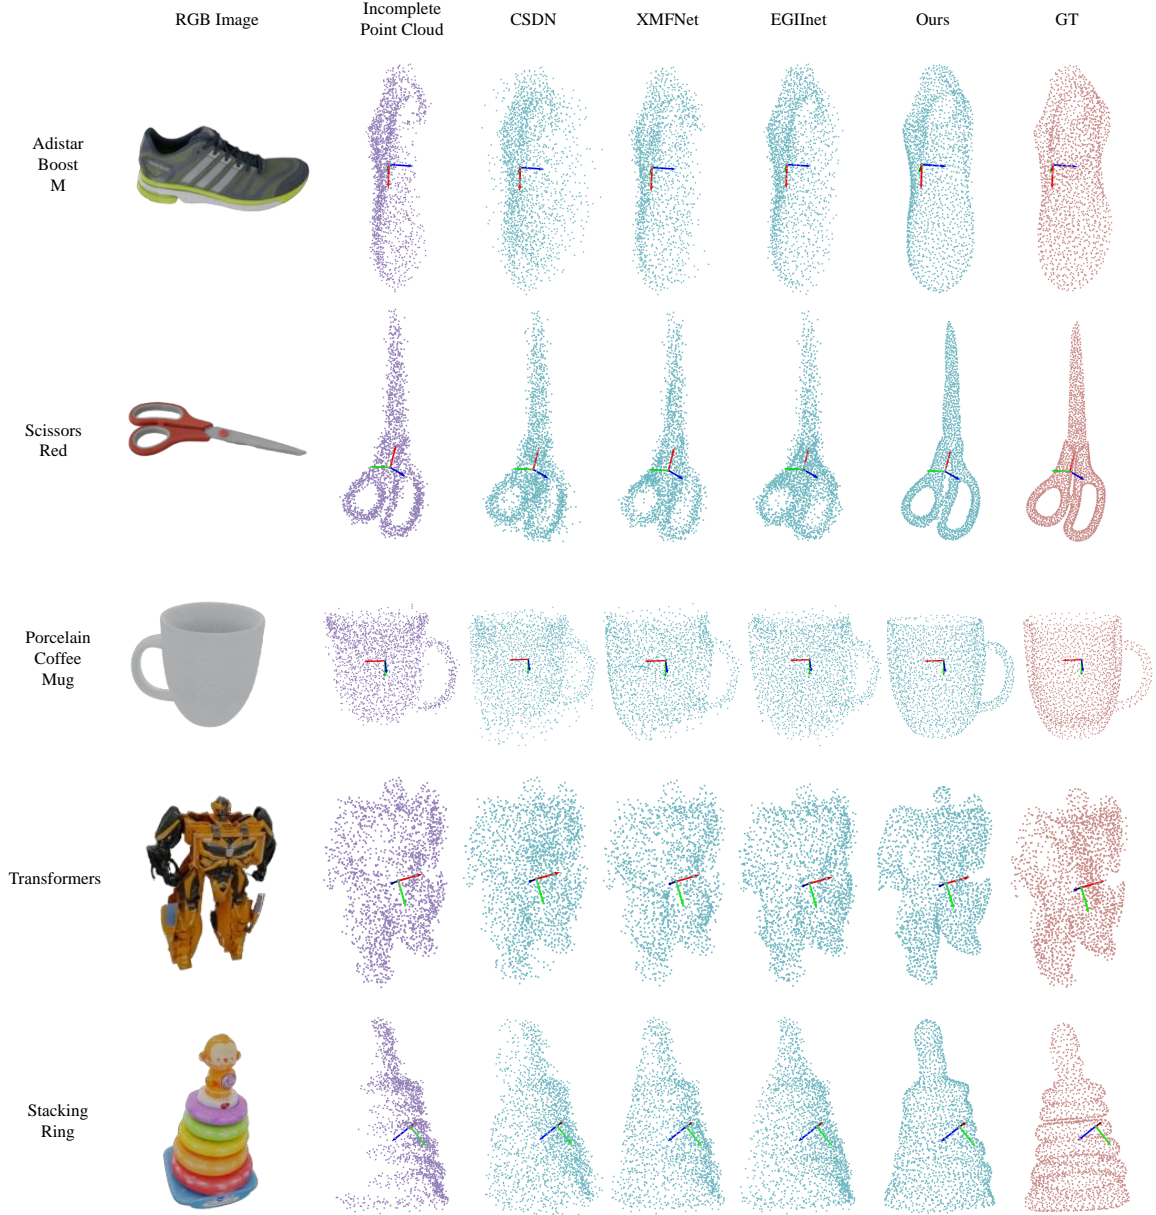 RGB Image
Incomplete
Point Cloud
CSDN
XMFNet
EGIInet
Ours
GT
Adistar
Boost
M
Scissors
Red
Porcelain
Coffee
Mug
Transformers
Stacking
Ring